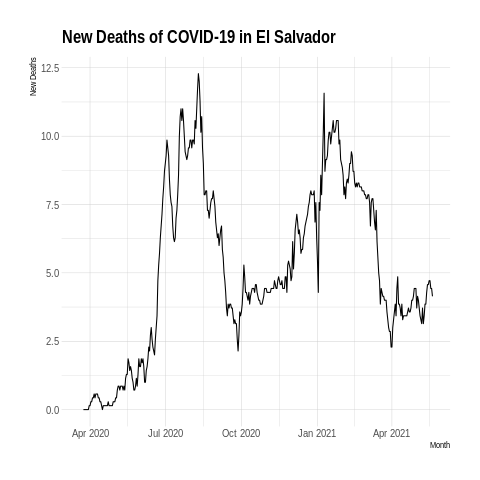 New Deaths of COVID-19 in El Salvador
New Deaths
12.5
10.0
7.5
5.0
2.5
0.0
Apr 2020
Jul 2020
Oct 2020
Jan 2021
Apr 2021
Month